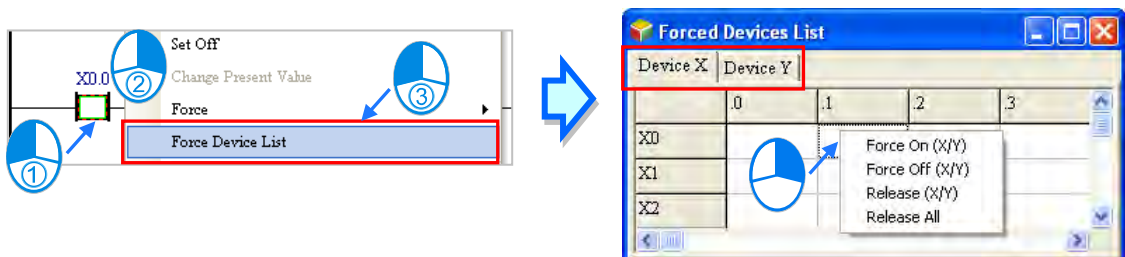 Set Off
X0.0
②
Change Present Value
③
Force
Force Device List
①
Forced Devices List
Device X Device Y
.0 .1 .2 .3
X0
X1
X2
Force On (X/Y)
Force Off (X/Y)
Release (X/Y)
Release All